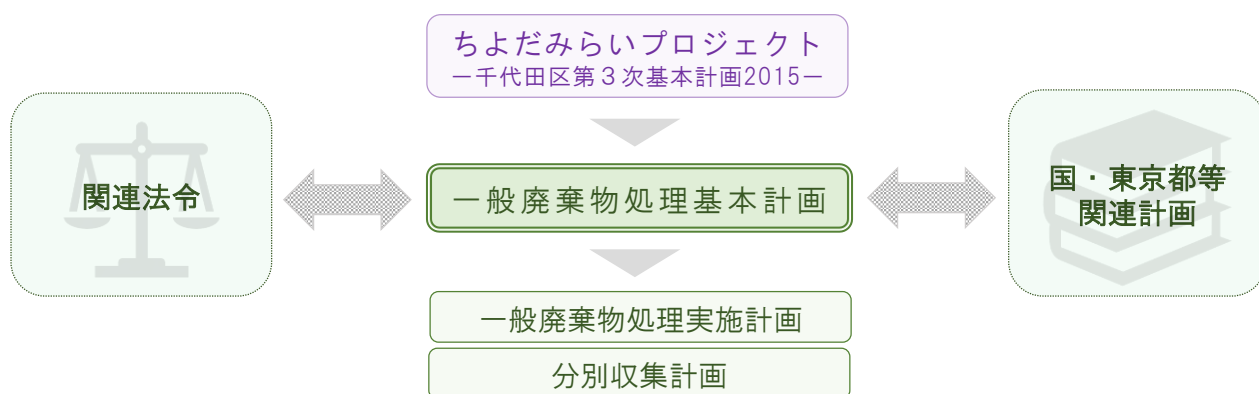 ちよだみらいプロジェクト
－千代田区第３次基本計画2015－
関連法令
一般廃棄物処理基本計画
国・東京都等
関連計画
一般廃棄物処理実施計画
分別収集計画